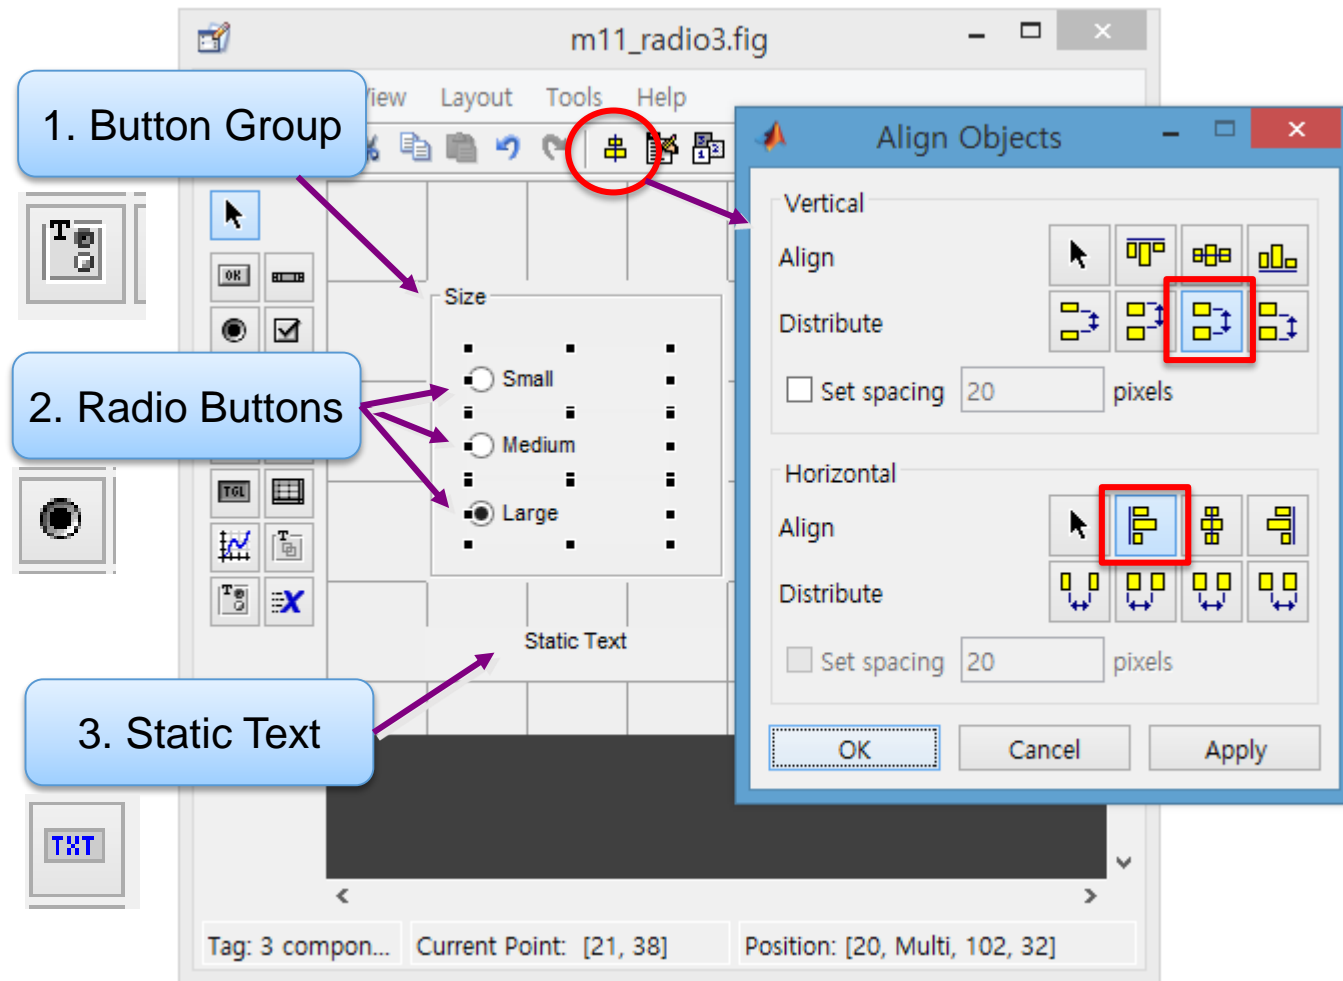 m11_radio3.fig
View Layout Tools Help
1. Button Group
T
OK
Size
Small
2. Radio Buttons
Medium
Large
TGL
T
T
X
Static Text
3. Static Text
TXT
Align Objects
Vertical
Align
Distribute
Set spacing 20 pixels
Horizontal
Align
Distribute
Set spacing 20 pixels
OK Cancel Apply
Tag: 3 compon... Current Point: [21, 38] Position: [20, Multi, 102, 32]